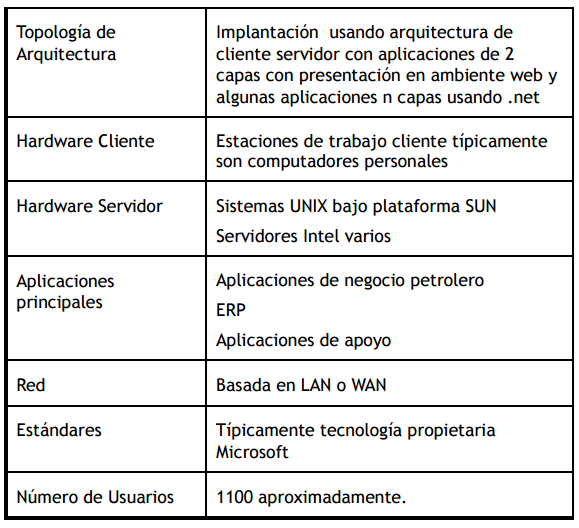 Topología de
Arquitectura
Implantación usando arquitectura de
cliente servidor con aplicaciones de 2
capas con presentación en ambiente web y
algunas aplicaciones n capas usando .net
Hardware Cliente
Estaciones de trabajo cliente típicamente
son computadores personales
Hardware Servidor
Sistemas UNIX bajo plataforma SUN
Servidores Intel varios
Aplicaciones
principales
Aplicaciones de negocio petrolero
ERP
Aplicaciones de apoyo
Red
Basada en LAN o WAN
Estándares
Típicamente tecnología propietaria
Microsoft
Número de Usuarios
1100 aproximadamente.